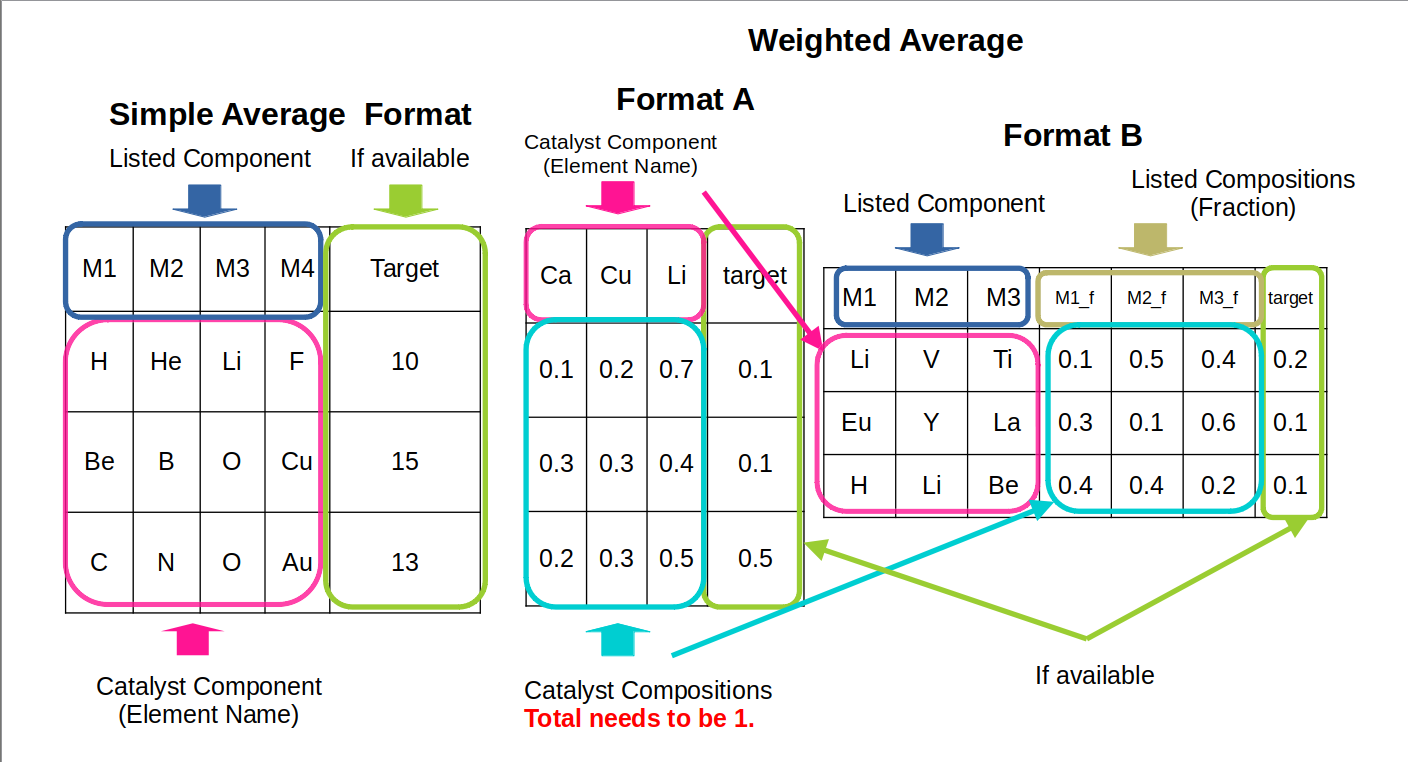 Weighted Average
Simple Average Format
Listed Component
If available
M1 M2 M3 M4 Target
H He Li F 10
Be B O Cu 15
C N O Au 13
Catalyst Component
(Element Name)
Format A
Catalyst Component
(Element Name)
Ca Cu Li target
0.1 0.2 0.7 0.1
0.3 0.3 0.4 0.1
0.2 0.3 0.5 0.5
Catalyst Compositions
Total needs to be 1.
Format B
Listed Component
Listed Compositions
(Fraction)
M1 M2 M3 M1_f M2_f M3_f target
Li V Ti 0.1 0.5 0.4 0.2
Eu Y La 0.3 0.1 0.6 0.1
H Li Be 0.4 0.4 0.2 0.1
If available